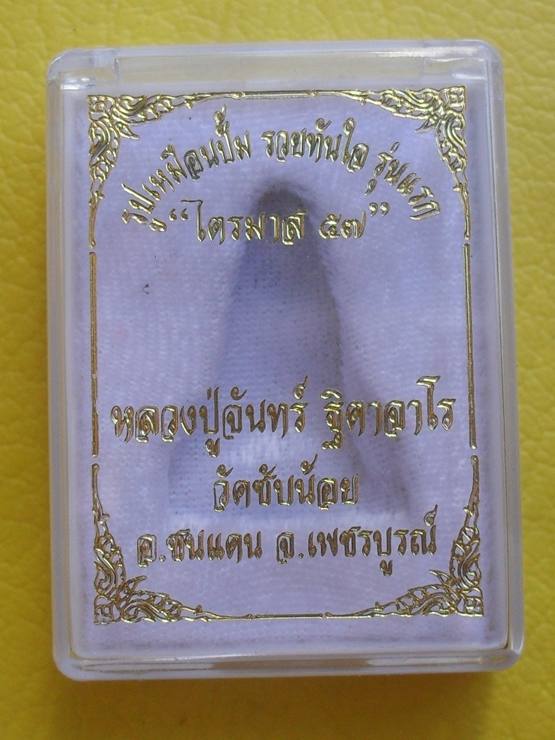 รูปเหมือนปั้ม รวยทันใจ รุ่นแรก
“ไตรมาส ๕๗”
หลวงปู่จันทร์ ฐิตาจาโร
วัดซับน้อย
อ.ชนแดน จ.เพชรบูรณ์